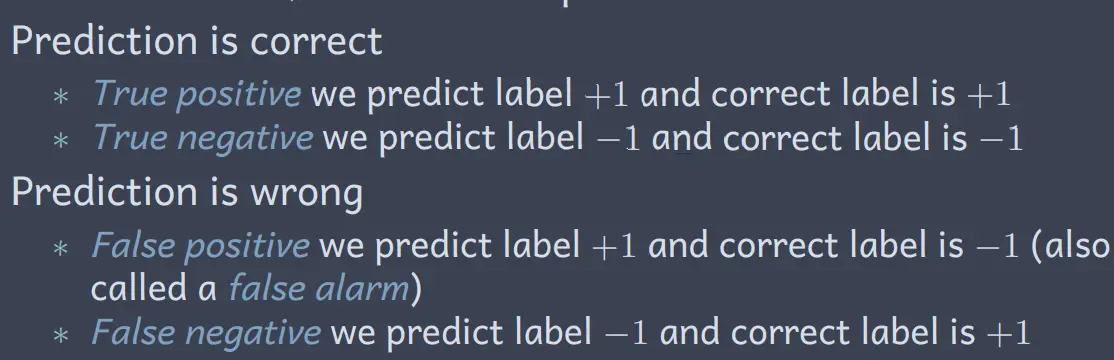 Prediction is correct
* True positive we predict label +1 and correct label is +1
* True negative we predict label −1 and correct label is −1
Prediction is wrong
* False positive we predict label +1 and correct label is −1 (also
called a false alarm)
* False negative we predict label −1 and correct label is +1